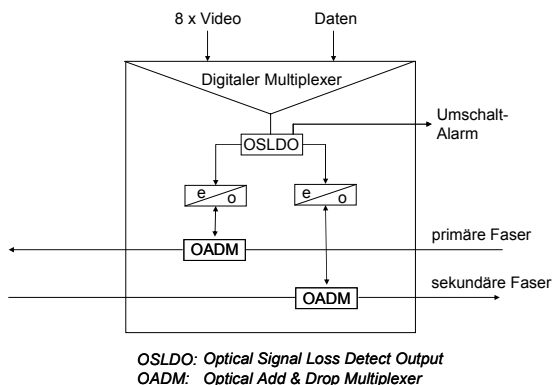 8 x Video
Daten
Digitaler Multiplexer
Umschalt-
Alarm
OSLDO
e
o
e
o
primäre Faser
OADM
sekundäre Faser
OADM
OSLDO: Optical Signal Loss Detect Output
OADM: Optical Add & Drop Multiplexer